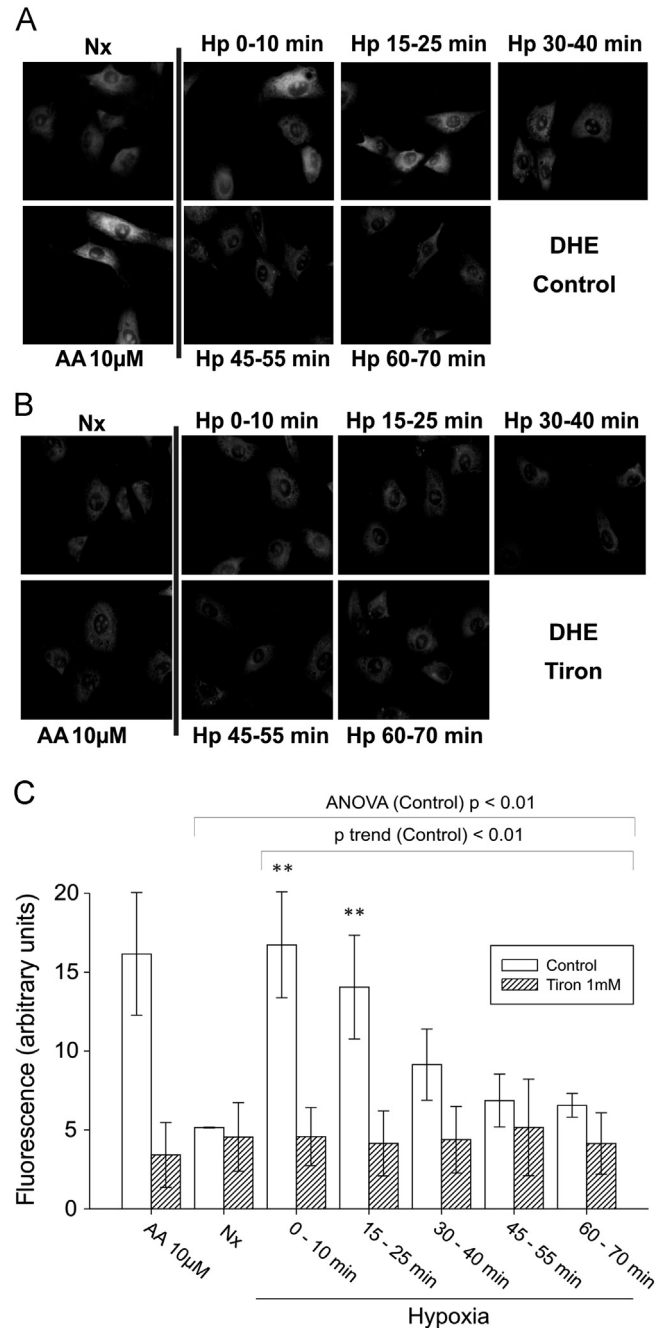 A
Nx
Hp 0-10 min
Hp 15-25 min
Hp 30-40 min
DHE
Control
AA 10µM
Hp 45-55 min
Hp 60-70 min
B
Nx
Hp 0-10 min
Hp 15-25 min
Hp 30-40 min
DHE
Tiron
AA 10µM
Hp 45-55 min
Hp 60-70 min
C
ANOVA (Control) p < 0.01
p trend (Control) < 0.01
**
**
20
15
10
5
0
Fluorescence (arbitrary units)
Control
Tiron 1mM
AA 10µM
Nx
0 - 10 min
15 - 25 min
30 - 40 min
45 - 55 min
60 - 70 min
Hypoxia